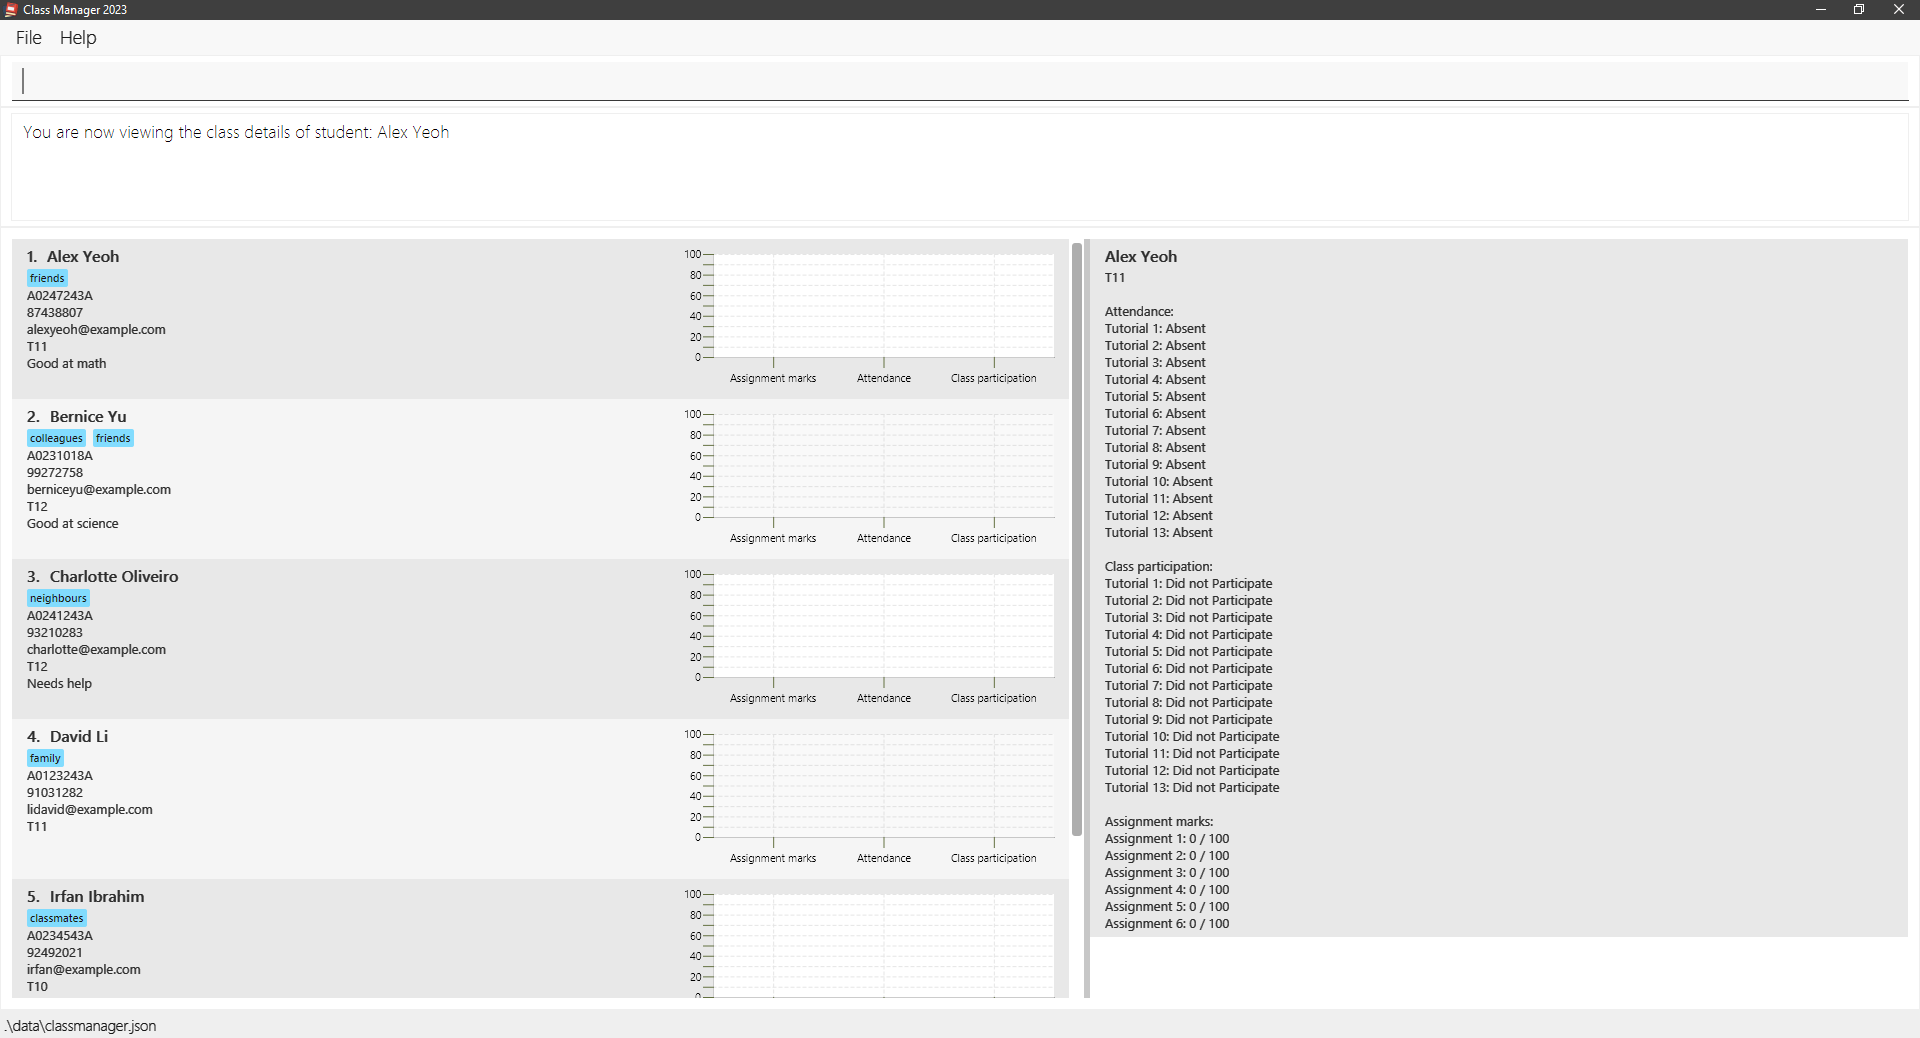 Class Manager 2023
File Help
You are now viewing the class details of student: Alex Yeoh
1. Alex Yeoh
friends
A0247243A
87438807
alexyeoh@example.com
T11
Good at math
100
80
60
40
20
0
Assignment marks Attendance Class participation
2. Bernice Yu
colleagues friends
A0231018A
99272758
berniceyu@example.com
T12
Good at science
100
80
60
40
20
0
Assignment marks Attendance Class participation
3. Charlotte Oliveiro
neighbours
A0241243A
93210283
charlotte@example.com
T12
Needs help
100
80
60
40
20
0
Assignment marks Attendance Class participation
4. David Li
family
A0123243A
91031282
lidavid@example.com
T11
100
80
60
40
20
0
Assignment marks Attendance Class participation
5. Irfan Ibrahim
classmates
A0234543A
92492021
irfan@example.com
T10
100
80
60
40
20
0
Alex Yeoh
T11
Attendance:
Tutorial 1: Absent
Tutorial 2: Absent
Tutorial 3: Absent
Tutorial 4: Absent
Tutorial 5: Absent
Tutorial 6: Absent
Tutorial 7: Absent
Tutorial 8: Absent
Tutorial 9: Absent
Tutorial 10: Absent
Tutorial 11: Absent
Tutorial 12: Absent
Tutorial 13: Absent
Class participation:
Tutorial 1: Did not Participate
Tutorial 2: Did not Participate
Tutorial 3: Did not Participate
Tutorial 4: Did not Participate
Tutorial 5: Did not Participate
Tutorial 6: Did not Participate
Tutorial 7: Did not Participate
Tutorial 8: Did not Participate
Tutorial 9: Did not Participate
Tutorial 10: Did not Participate
Tutorial 11: Did not Participate
Tutorial 12: Did not Participate
Tutorial 13: Did not Participate
Assignment marks:
Assignment 1: 0 / 100
Assignment 2: 0 / 100
Assignment 3: 0 / 100
Assignment 4: 0 / 100
Assignment 5: 0 / 100
Assignment 6: 0 / 100
.\data\classmanager.json